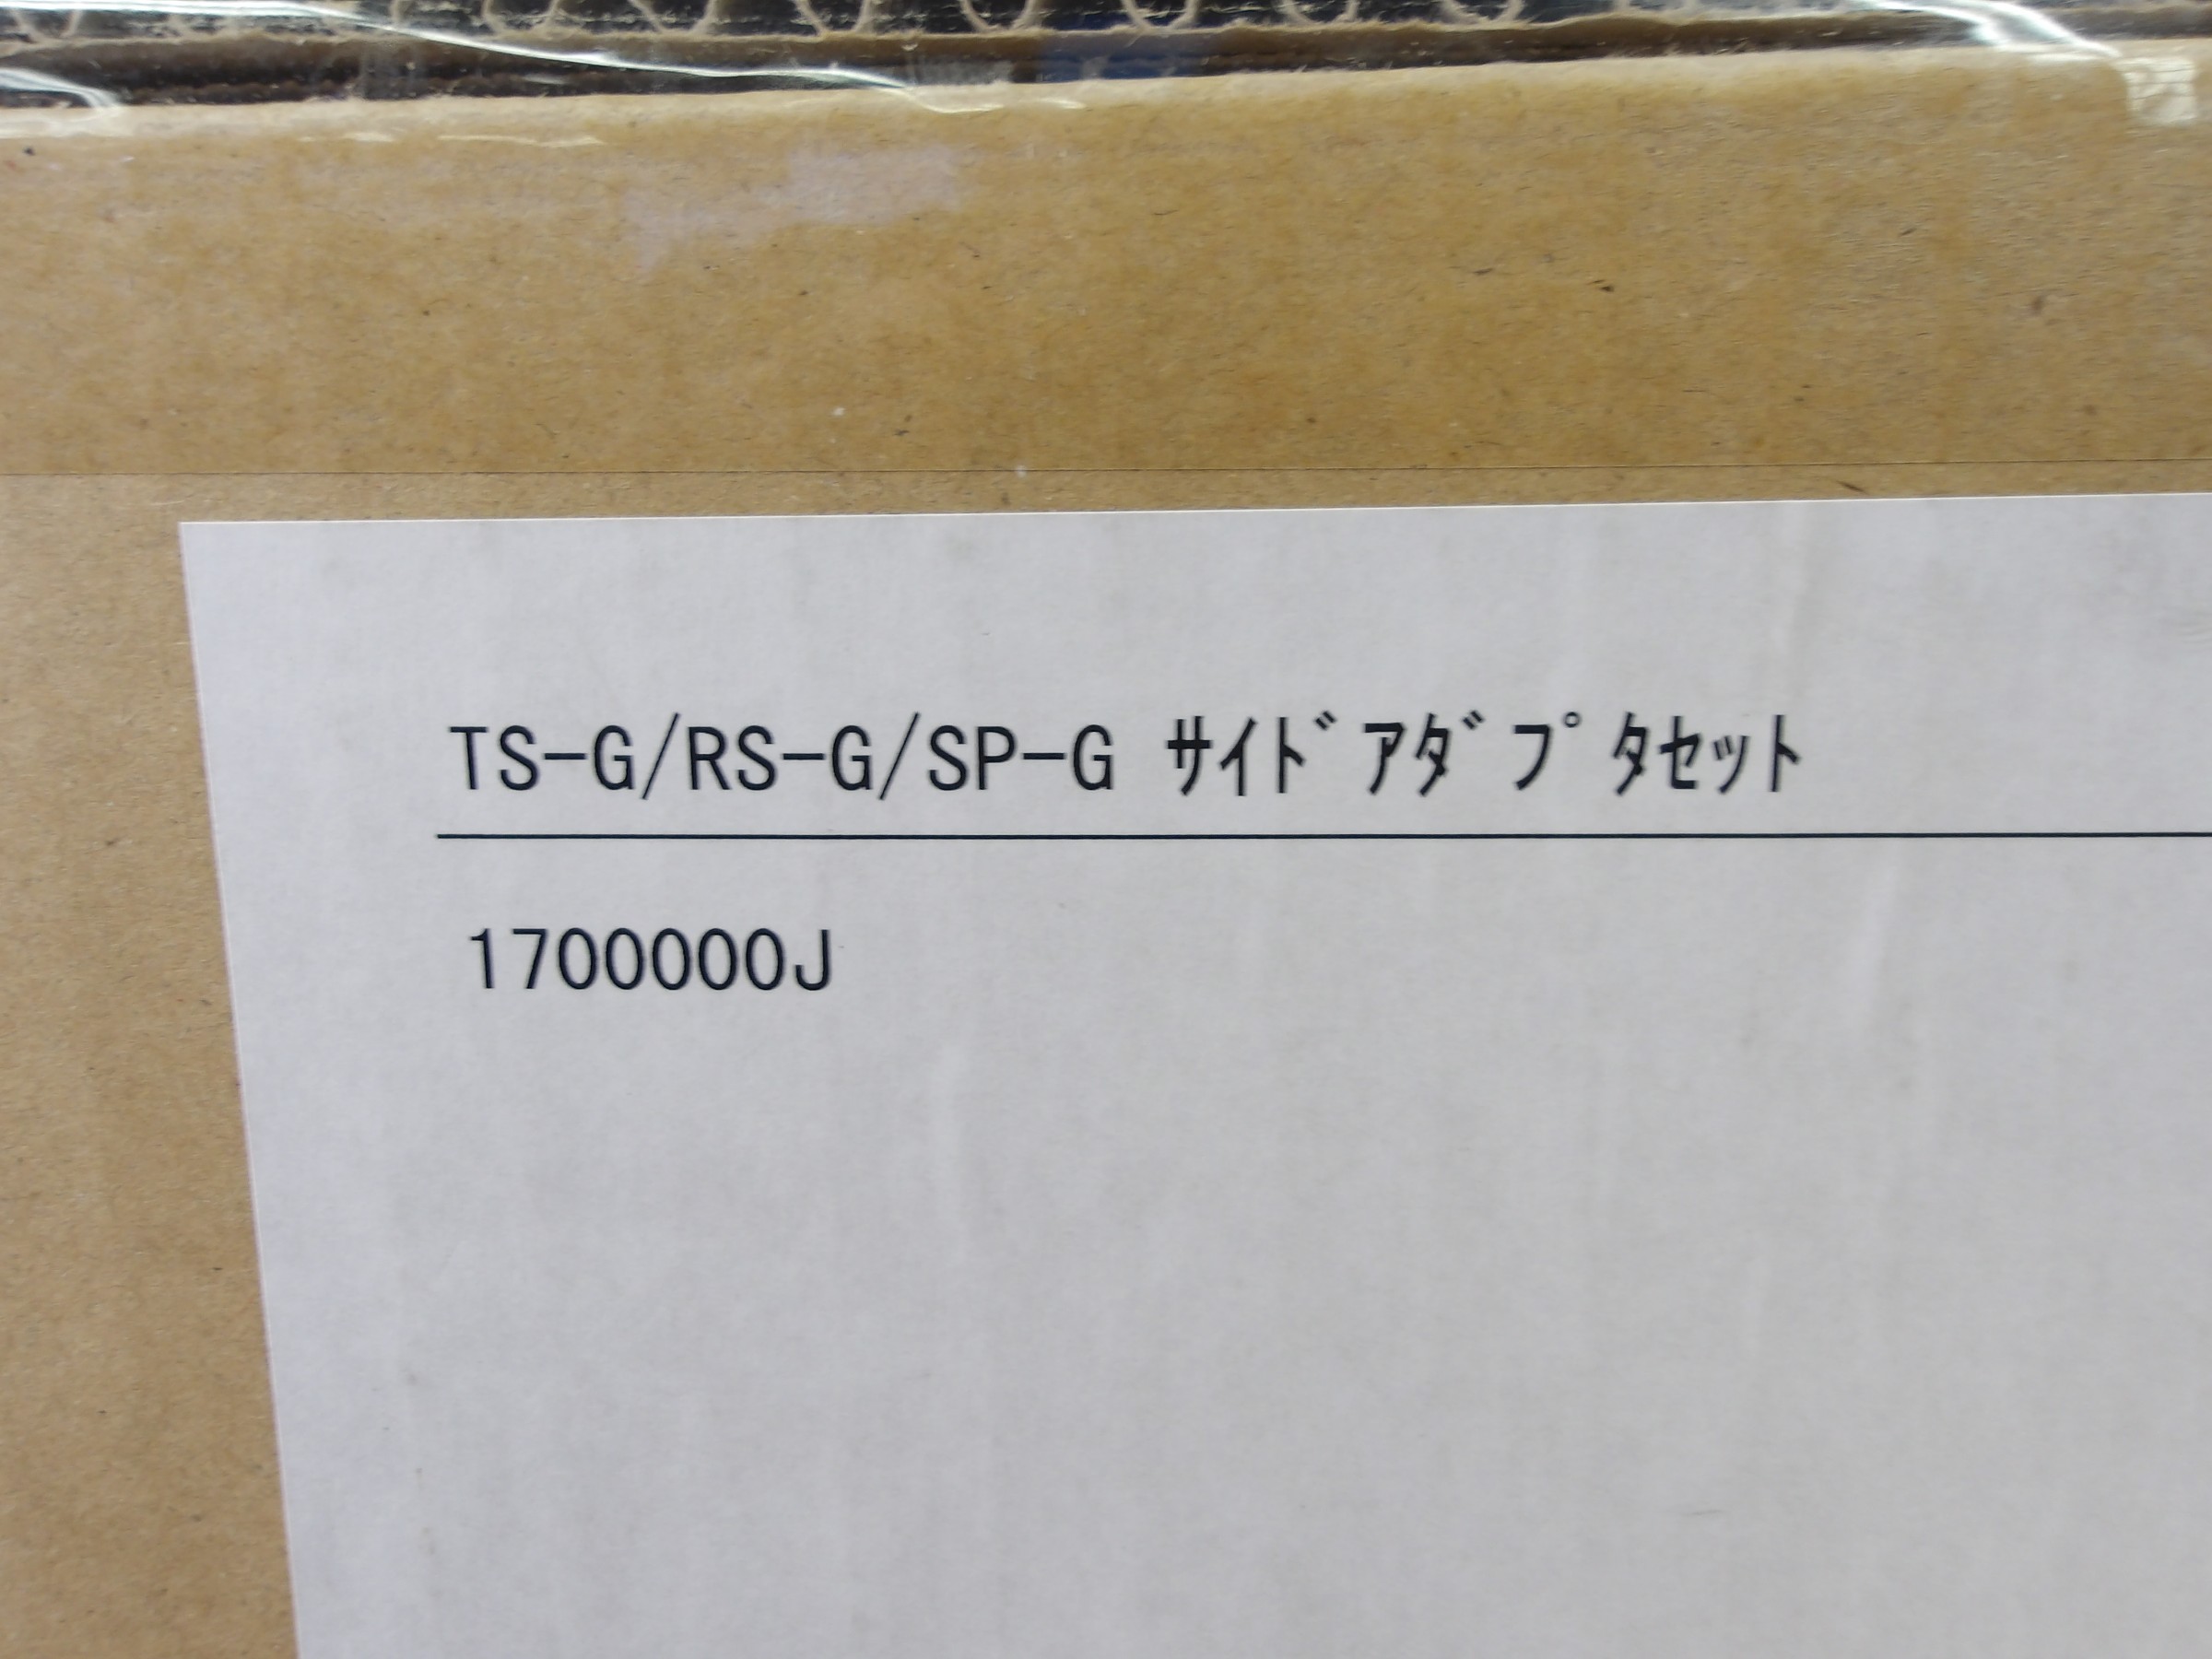 TS-G/RS-G/SP-G ｻｲﾄﾞｱﾀﾞﾌﾟﾀｾｯﾄ
1700000J